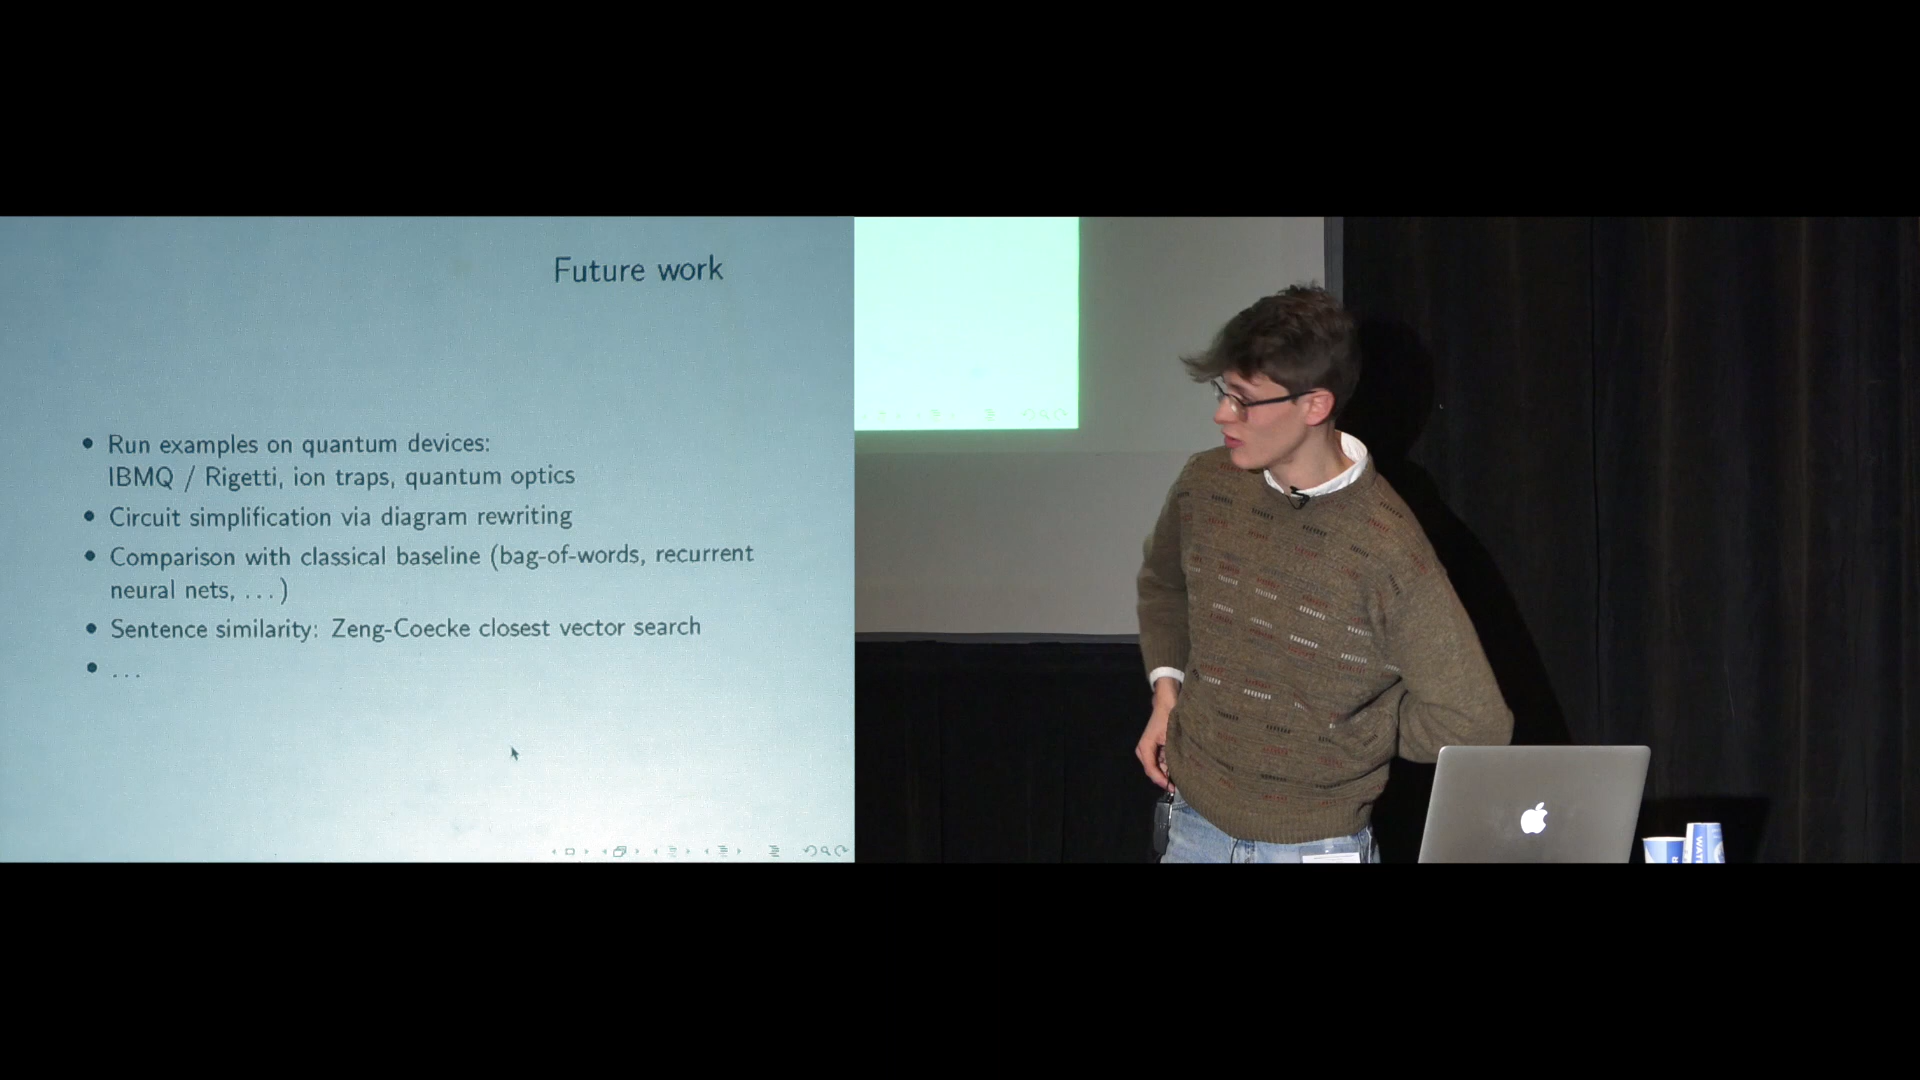 Future work
• Run examples on quantum devices:
IBMQ / Rigetti, ion traps, quantum optics
• Circuit simplification via diagram rewriting
• Comparison with classical baseline (bag-of-words, recurrent
neural nets, . . . )
• Sentence similarity: Zeng-Coecke closest vector search
• . . .